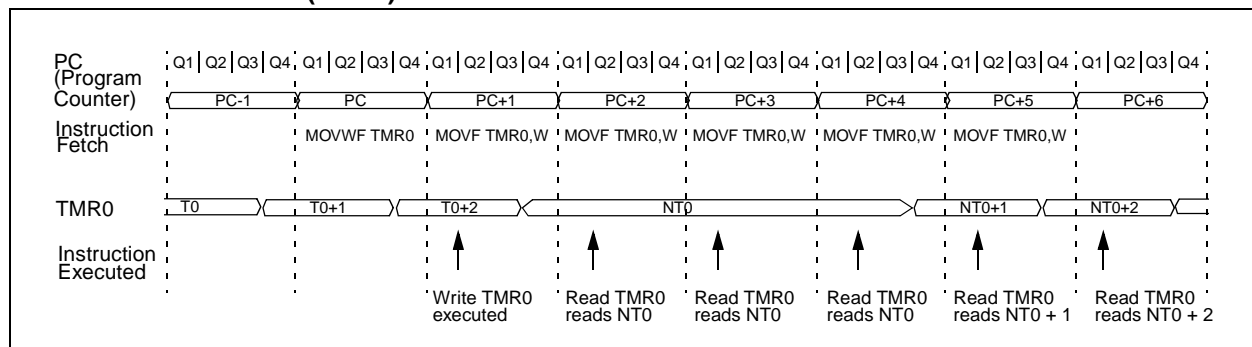 PC (Program Counter)
Q1 Q2 Q3 Q4 Q1 Q2 Q3 Q4 Q1 Q2 Q3 Q4 Q1 Q2 Q3 Q4 Q1 Q2 Q3 Q4 Q1 Q2 Q3 Q4 Q1 Q2 Q3 Q4 Q1 Q2 Q3 Q4
PC-1 PC PC+1 PC+2 PC+3 PC+4 PC+5 PC+6
Instruction Fetch
MOVWF TMR0 MOVF TMR0,W MOVF TMR0,W MOVF TMR0,W MOVF TMR0,W MOVF TMR0,W
TMR0 T0 T0+1 T0+2 NT0 NT0+1 NT0+2
Instruction Executed
Write TMR0 executed
Read TMR0 reads NT0
Read TMR0 reads NT0
Read TMR0 reads NT0
Read TMR0 reads NT0 + 1
Read TMR0 reads NT0 + 2